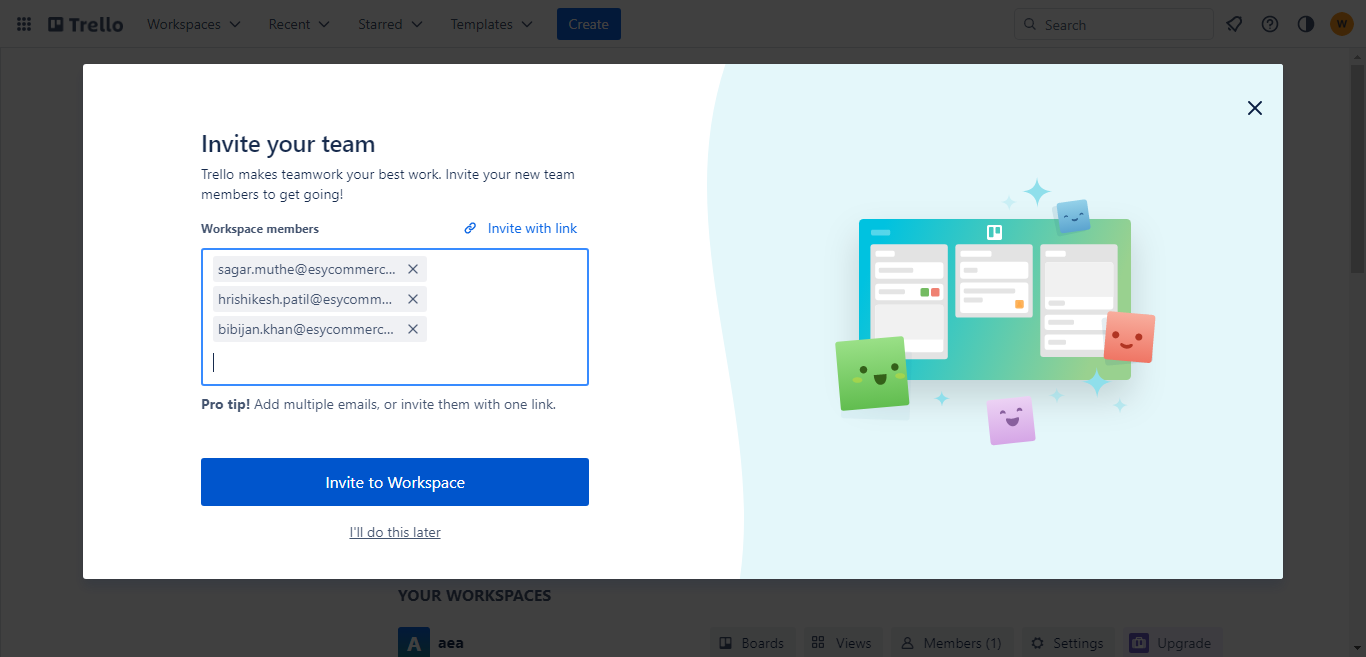 Trello
Workspaces
Recent
Starred
Templates
Create
Search
W
Invite your team
Trello makes teamwork your best work. Invite your new team
members to get going!
Workspace members
Invite with link
sagar.muthe@esycommerc...
hrishikesh.patil@esycomm...
bibijan.khan@esycommerc...
Pro tip! Add multiple emails, or invite them with one link.
Invite to Workspace
I'll do this later
YOUR WORKSPACES
A
aea
Boards
Views
Members (1)
Settings
Upgrade